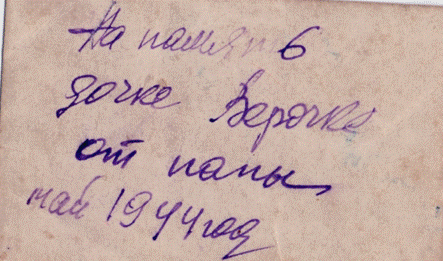 На память
дочке Верочке
от папы
май 1944 год